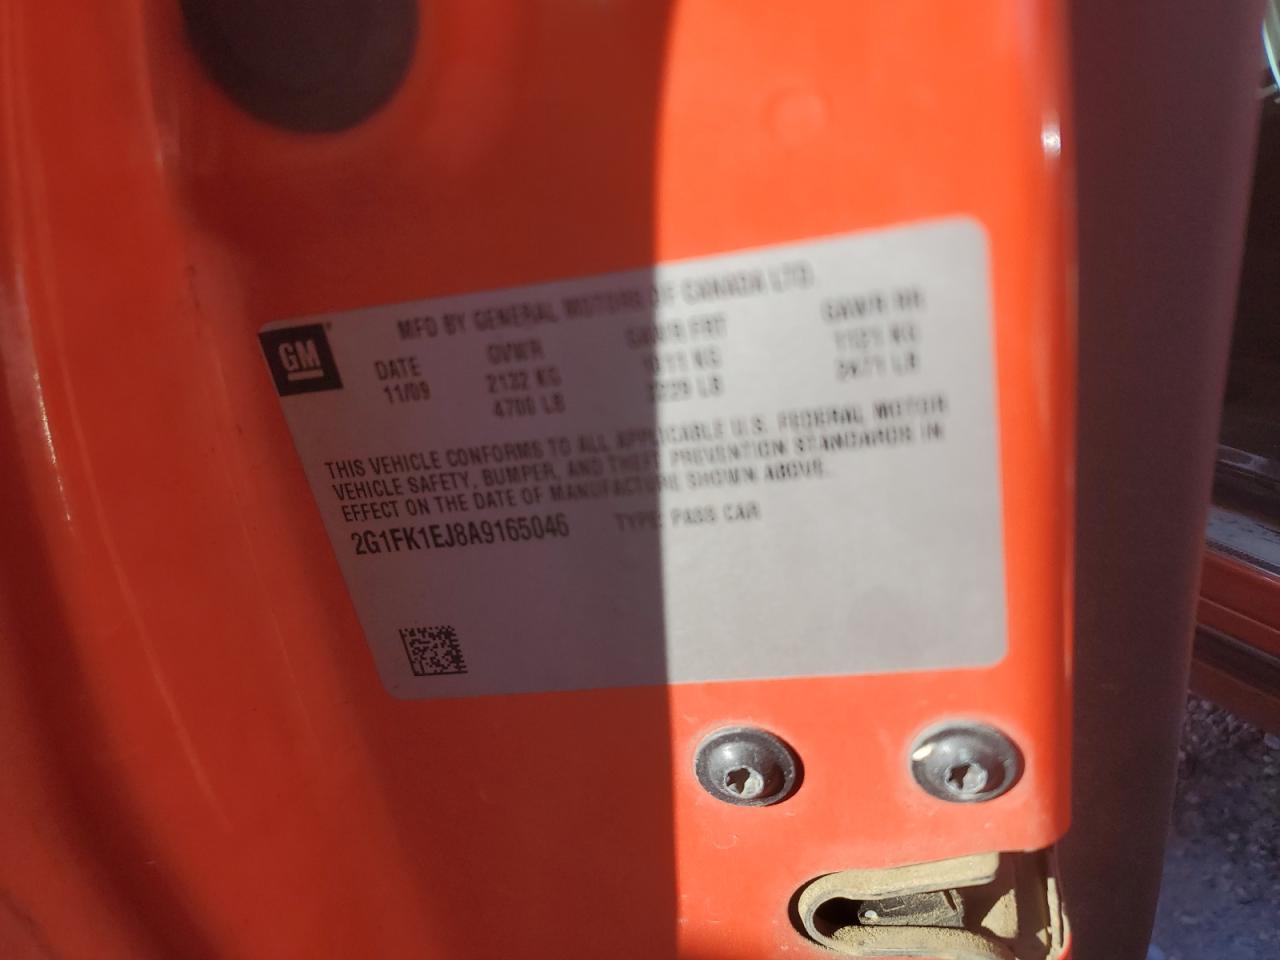 GM
MFD BY GENERAL MOTORS OF CANADA LTD.
DATE GVWR GAWR FRT GAWR RR
11/09 2132 KG 1011 KG 1121 KG
4700 LB 2229 LB 2471 LB
THIS VEHICLE CONFORMS TO ALL APPLICABLE U.S. FEDERAL MOTOR
VEHICLE SAFETY, BUMPER, AND THEFT PREVENTION STANDARDS IN
EFFECT ON THE DATE OF MANUFACTURE SHOWN ABOVE.
2G1FK1EJ8A9165046 TYPE: PASS CAR